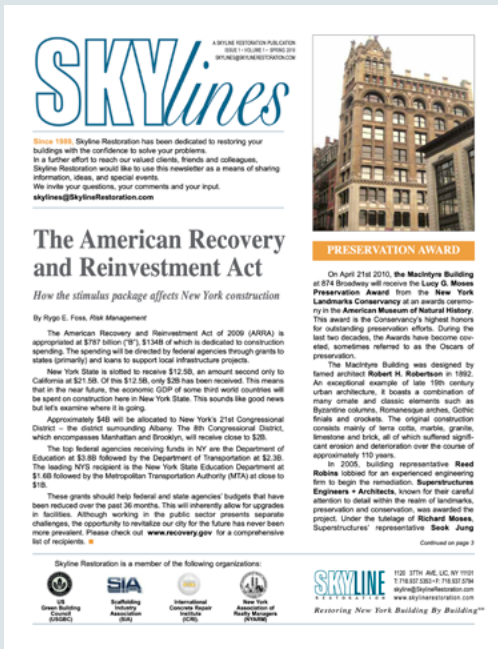 SKYlines
A SKYLINE RESTORATION PUBLICATION
ISSUE 1 • VOLUME 1 • SPRING 2010
SKYLINES@SKYLINERESTORATION.COM
Since 1988, Skyline Restoration has been dedicated to restoring your
buildings with the confidence to solve your problems.
In a further effort to reach our valued clients, friends and colleagues,
Skyline Restoration would like to use this newsletter as a means of sharing
information, ideas, and special events.
We invite your questions, your comments and your input.
skylines@SkylineRestoration.com
The American Recovery
and Reinvestment Act
How the stimulus package affects New York construction
By Rygo E. Foss, Risk Management
The American Recovery and Reinvestment Act of 2009 (ARRA) is
appropriated at $787 billion ("B"), $134B of which is dedicated to construction
spending. The spending will be directed by federal agencies through grants to
states (primarily) and loans to support local infrastructure projects.
New York State is slotted to receive $12.5B, an amount second only to
California at $21.5B. Of this $12.5B, only $2B has been received. This means
that in the near future, the economic GDP of some third world countries will
be spent on construction here in New York State. This sounds like good news
but let's examine where it is going.
Approximately $4B will be allocated to New York's 21st Congressional
District – the district surrounding Albany. The 8th Congressional District,
which encompasses Manhattan and Brooklyn, will receive close to $2B.
The top federal agencies receiving funds in NY are the Department of
Education at $3.8B followed by the Department of Transportation at $2.3B.
The leading NYS recipient is the New York State Education Department at
$1.6B followed by the Metropolitan Transportation Authority (MTA) at close to
$1B.
These grants should help federal and state agencies' budgets that have
been reduced over the past 36 months. This will inherently allow for upgrades
in facilities. Although working in the public sector presents separate
challenges, the opportunity to revitalize our city for the future has never been
more prevalent. Please check out www.recovery.gov for a comprehensive
list of recipients.
PRESERVATION AWARD
On April 21st 2010, the MacIntyre Building
at 874 Broadway will receive the Lucy G. Moses
Preservation Award from the New York
Landmarks Conservancy at an awards ceremo-
ny in the American Museum of Natural History.
This award is the Conservancy's highest honors
for outstanding preservation efforts. During the
last two decades, the Awards have become cov-
eted, sometimes referred to as the Oscars of
preservation.
The MacIntyre Building was designed by
famed architect Robert H. Robertson in 1892.
An exceptional example of late 19th century
urban architecture, it boasts a combination of
many ornate and classic elements such as
Byzantine columns, Romanesque arches, Gothic
finials and crockets. The original construction
consists mainly of terra cotta, marble, granite,
limestone and brick, all of which suffered signifi-
cant erosion and deterioration over the course of
approximately 110 years.
In 2005, building representative Reed
Robins lobbied for an experienced engineering
firm to begin the remediation. Superstructures
Engineers + Architects, known for their careful
attention to detail within the realm of landmarks,
preservation and conservation, was awarded the
project. Under the tutelage of Richard Moses,
Superstructures' representative Seok Jung
Continued on page 3
Skyline Restoration is a member of the following organizations:
US
Green Building
Council
(USGBC)
SIA
Scaffolding
Industry
Association
(SIA)
International
Concrete Repair
Institute
(ICRI)
New York
Association of
Realty Managers
(NYARM)
SKYLINE
RESTORATION
1120 37TH AVE, LIC, NY 11101
T: 718.937.5353 • F: 718.937.5784
skyline@skylinerestoration.com
www.skylinerestoration.com
Restoring New York Building By Building